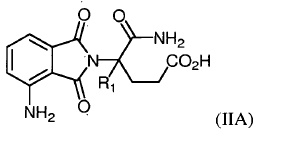 O O
NH₂
N CO₂H
R₁
NH₂ O
(IIA)